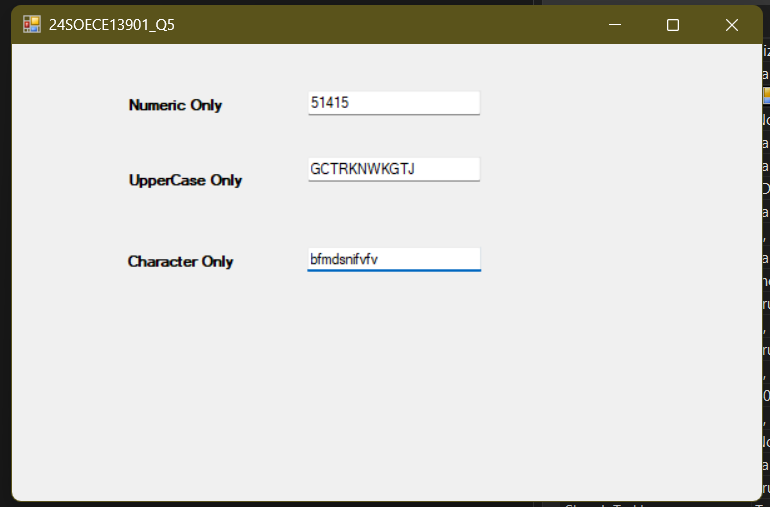 24SOECE13901_Q5
Numeric Only 51415
UpperCase Only GCTRKNWKGTJ
Character Only bfmdsnifvfv